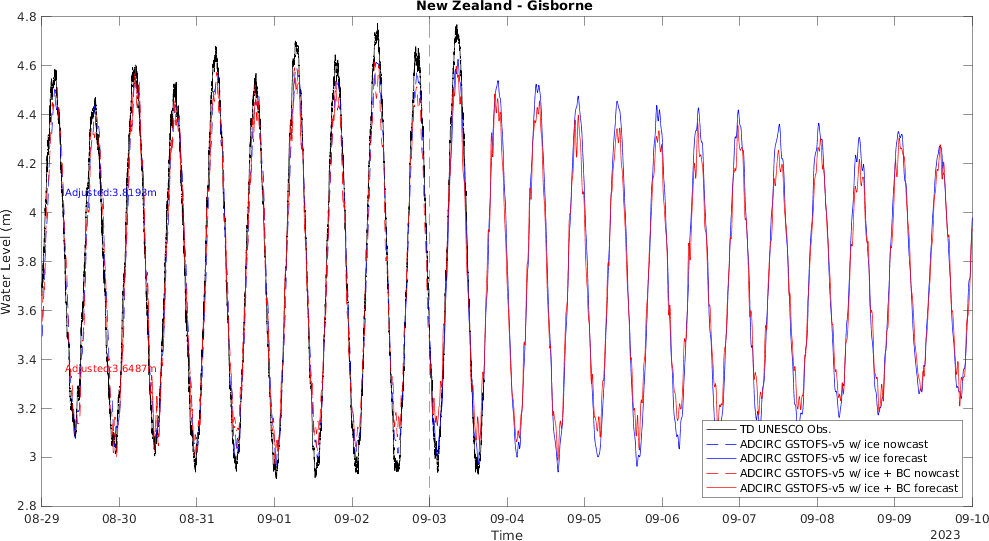 New Zealand - Gisborne
Water Level (m)
4.8
4.6
4.4
4.2
4
3.8
3.6
3.4
3.2
3
2.8
Adjusted:3.8193m
Adjusted:3.6487m
TD UNESCO Obs.
ADCIRC GSTOFS-v5 w/ ice nowcast
ADCIRC GSTOFS-v5 w/ ice forecast
ADCIRC GSTOFS-v5 w/ ice + BC nowcast
ADCIRC GSTOFS-v5 w/ ice + BC forecast
08-29 08-30 08-31 09-01 09-02 09-03 09-04 09-05 09-06 09-07 09-08 09-09 09-10
Time
2023